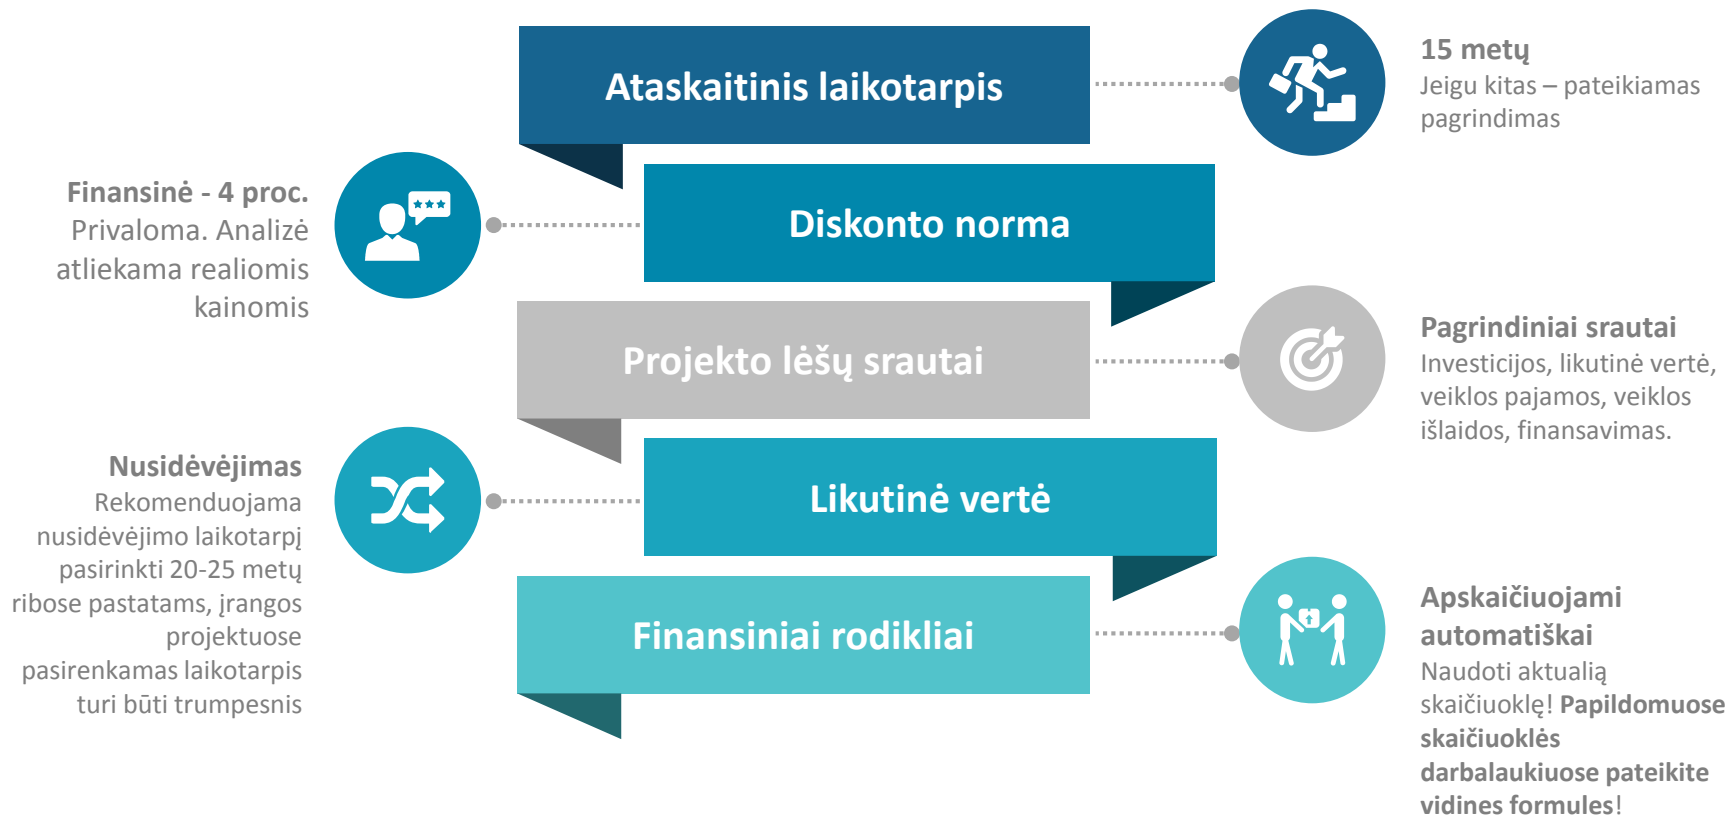 Ataskaitinis laikotarpis
15 metų
Jeigu kitas – pateikiamas
pagrindimas
Finansinė - 4 proc.
Privaloma. Analizė
atliekama realiomis
kainomis
Diskonto norma
Projekto lėšų srautai
Pagrindiniai srautai
Investicijos, likutinė vertė,
veiklos pajamos, veiklos
išlaidos, finansavimas.
Nusidėvėjimas
Rekomenduojama
nusidėvėjimo laikotarpį
pasirinkti 20-25 metų
ribose pastatams, įrangos
projektuose
pasirenkamas laikotarpis
turi būti trumpesnis
Likutinė vertė
Finansiniai rodikliai
Apskaičiuojami
automatiškai
Naudoti aktualią
skaičiuoklę! Papildomuose
skaičiuoklės
darbalaukiuose pateikite
vidines formules!